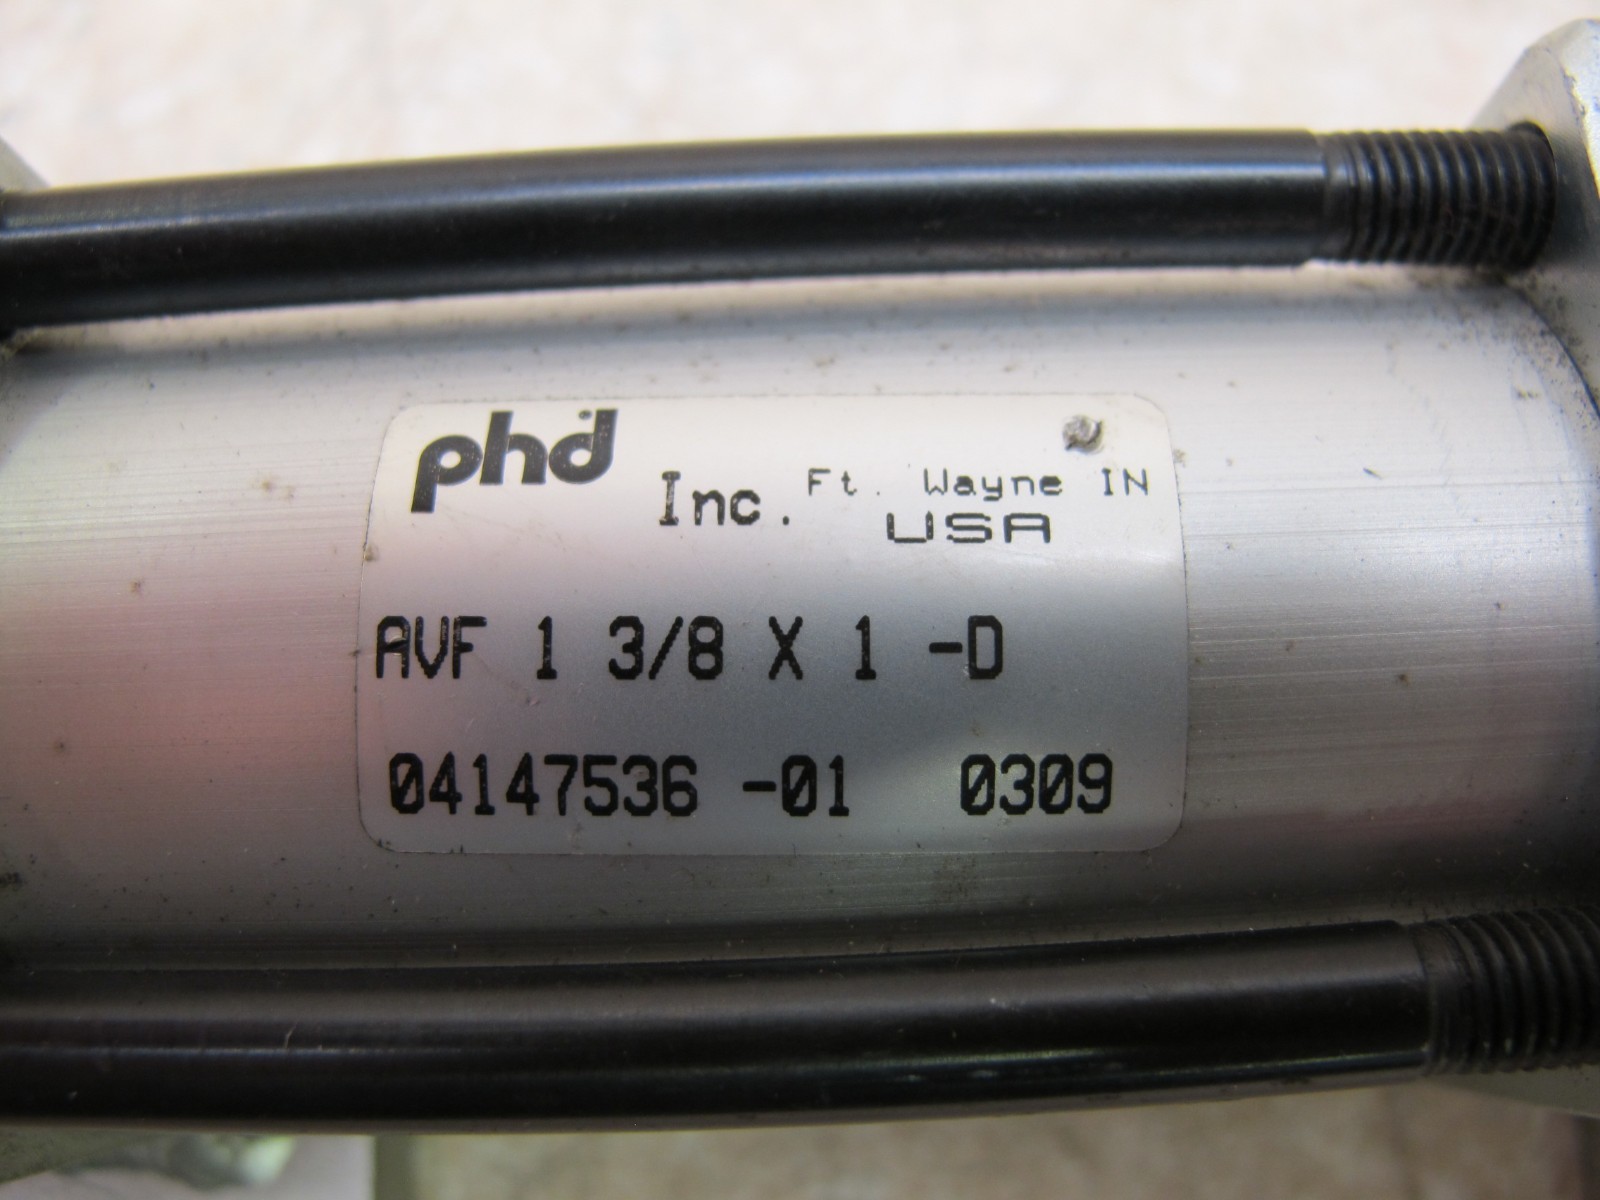 phd Inc. Ft. Wayne IN
USA
AVF 1 3/8 X 1 -D
04147536 -01 0309